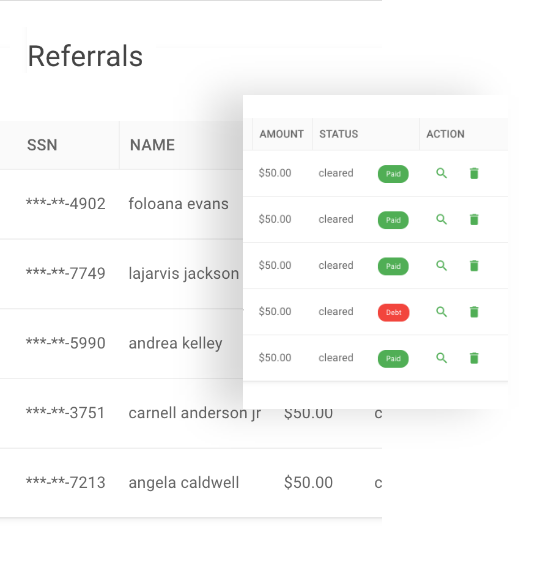 Referrals
SSN NAME
***-**-4902 foloana evans
***-**-7749 lajarvis jackson
***-**-5990 andrea kelley
***-**-3751 carnell anderson jr $50.00 c
***-**-7213 angela caldwell $50.00 c
AMOUNT STATUS ACTION
$50.00 cleared Paid
$50.00 cleared Paid
$50.00 cleared Paid
$50.00 cleared Debt
$50.00 cleared Paid